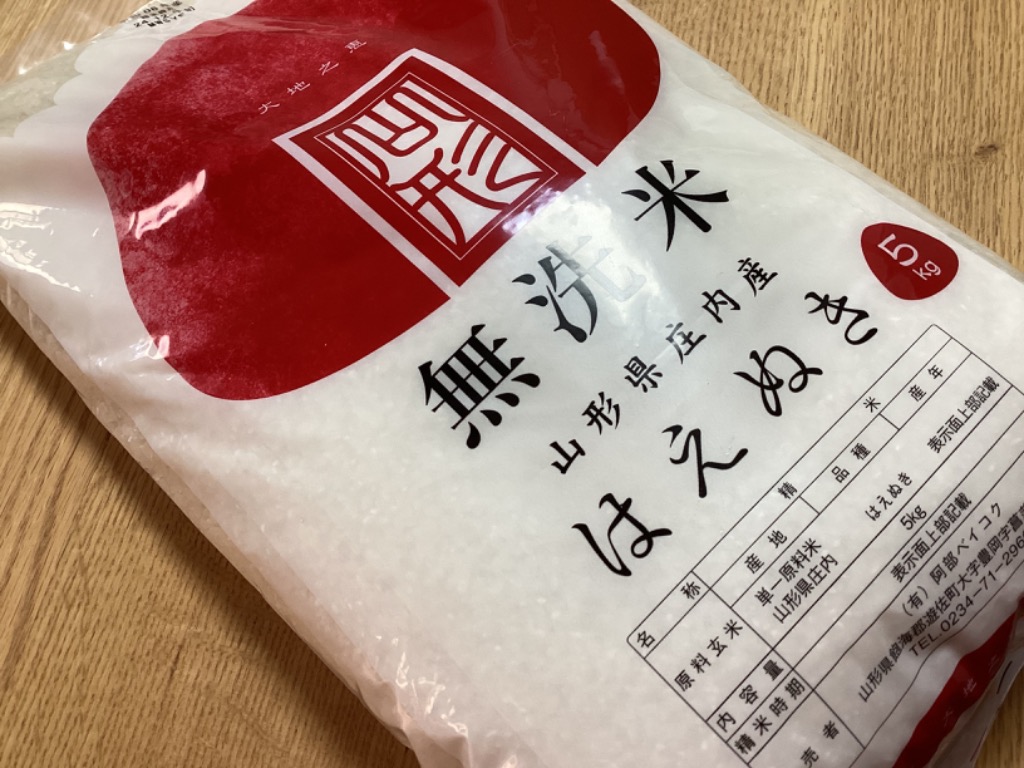 大地之恵
無洗米
山形県庄内産
はえぬき
5kg
名称 精米
原料玄米 産地 品種 産年
単一原料米
山形県庄内 はえぬき 表示面上部記載
内容量 5kg
精米時期 表示面上部記載
売者 (有)阿部ベイコク
山形県飽海郡遊佐町大字豊岡字
TEL.0234-71-296